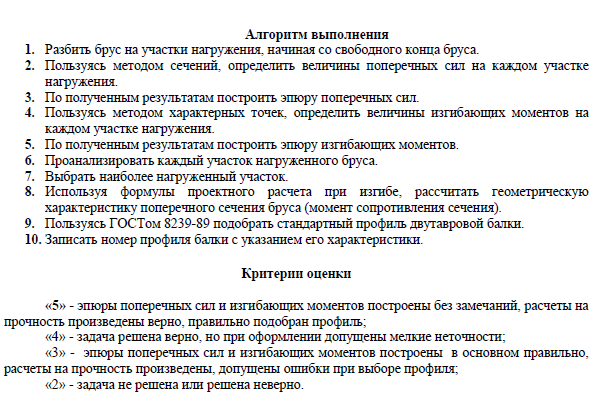 Алгоритм выполнения
1. Разбить брус на участки нагружения, начиная со свободного конца бруса.
2. Пользуясь методом сечений, определить величины поперечных сил на каждом участке
нагружения.
3. По полученным результатам построить эпюру поперечных сил.
4. Пользуясь методом характерных точек, определить величины изгибающих моментов на
каждом участке нагружения.
5. По полученным результатам построить эпюру изгибающих моментов.
6. Проанализировать каждый участок нагруженного бруса.
7. Выбрать наиболее нагруженный участок.
8. Используя формулы проектного расчета при изгибе, рассчитать геометрическую
характеристику поперечного сечения бруса (момент сопротивления сечения).
9. Пользуясь ГОСТом 8239-89 подобрать стандартный профиль двутавровой балки.
10. Записать номер профиля балки с указанием его характеристики.
Критерии оценки
«5» - эпюры поперечных сил и изгибающих моментов построены без замечаний, расчеты на
прочность произведены верно, правильно подобран профиль;
«4» - задача решена верно, но при оформлении допущены мелкие неточности;
«3» - эпюры поперечных сил и изгибающих моментов построены в основном правильно,
расчеты на прочность произведены, допущены ошибки при выборе профиля;
«2» - задача не решена или решена неверно.